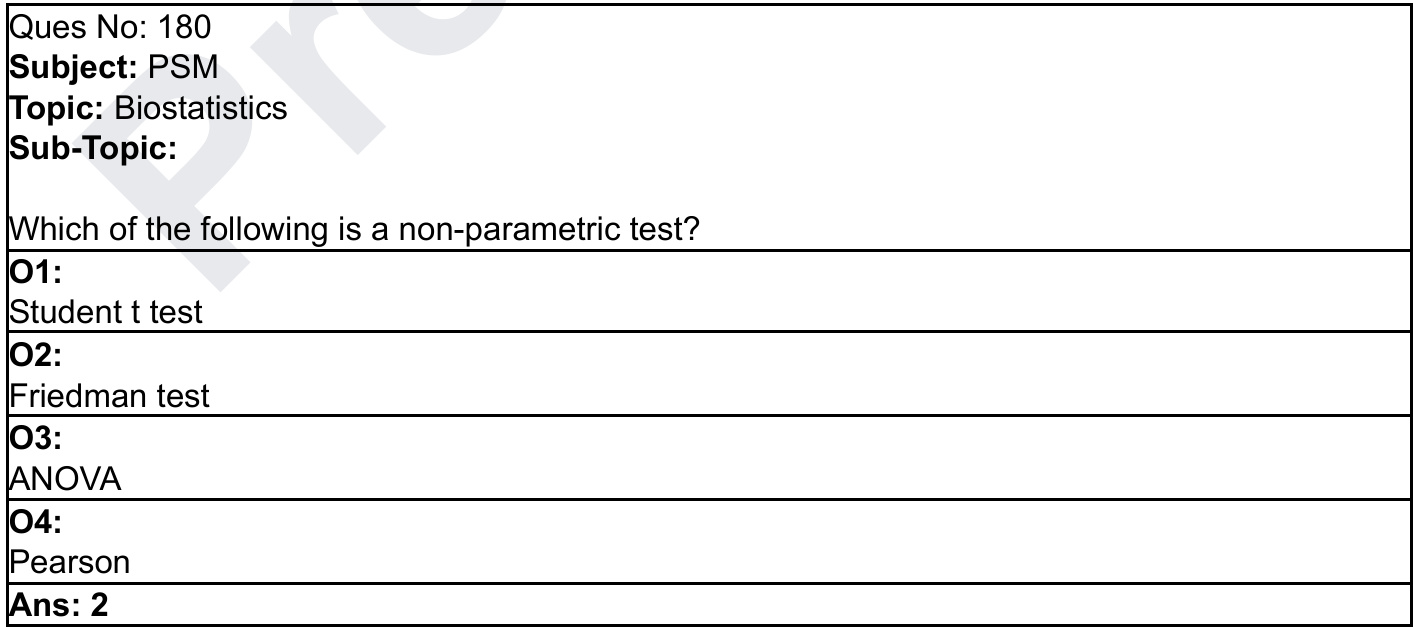 Ques No: 180
Subject: PSM
Topic: Biostatistics
Sub-Topic:
Which of the following is a non-parametric test?
O1:
Student t test
O2:
Friedman test
O3:
ANOVA
O4:
Pearson
Ans: 2